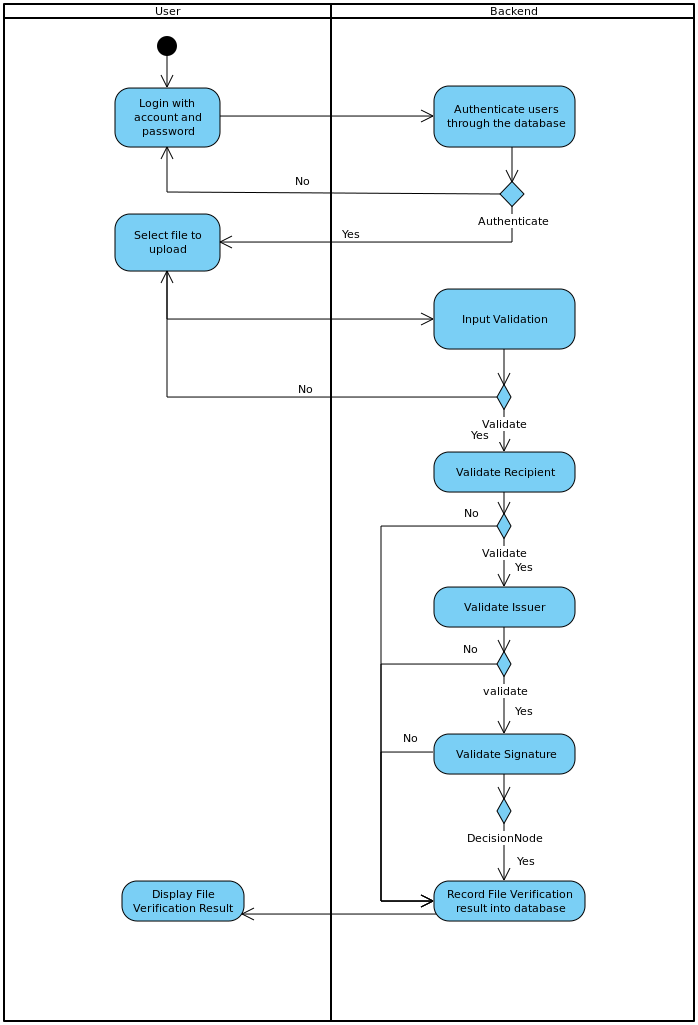 User
Backend
Login with
account and
password
Authenticate users
through the database
No
Authenticate
Select file to
upload
Yes
Input Validation
No
Validate
Yes
Validate Recipient
No
Validate
Yes
Validate Issuer
No
validate
Yes
No
Validate Signature
DecisionNode
Yes
Display File
Verification Result
Record File Verification
result into database